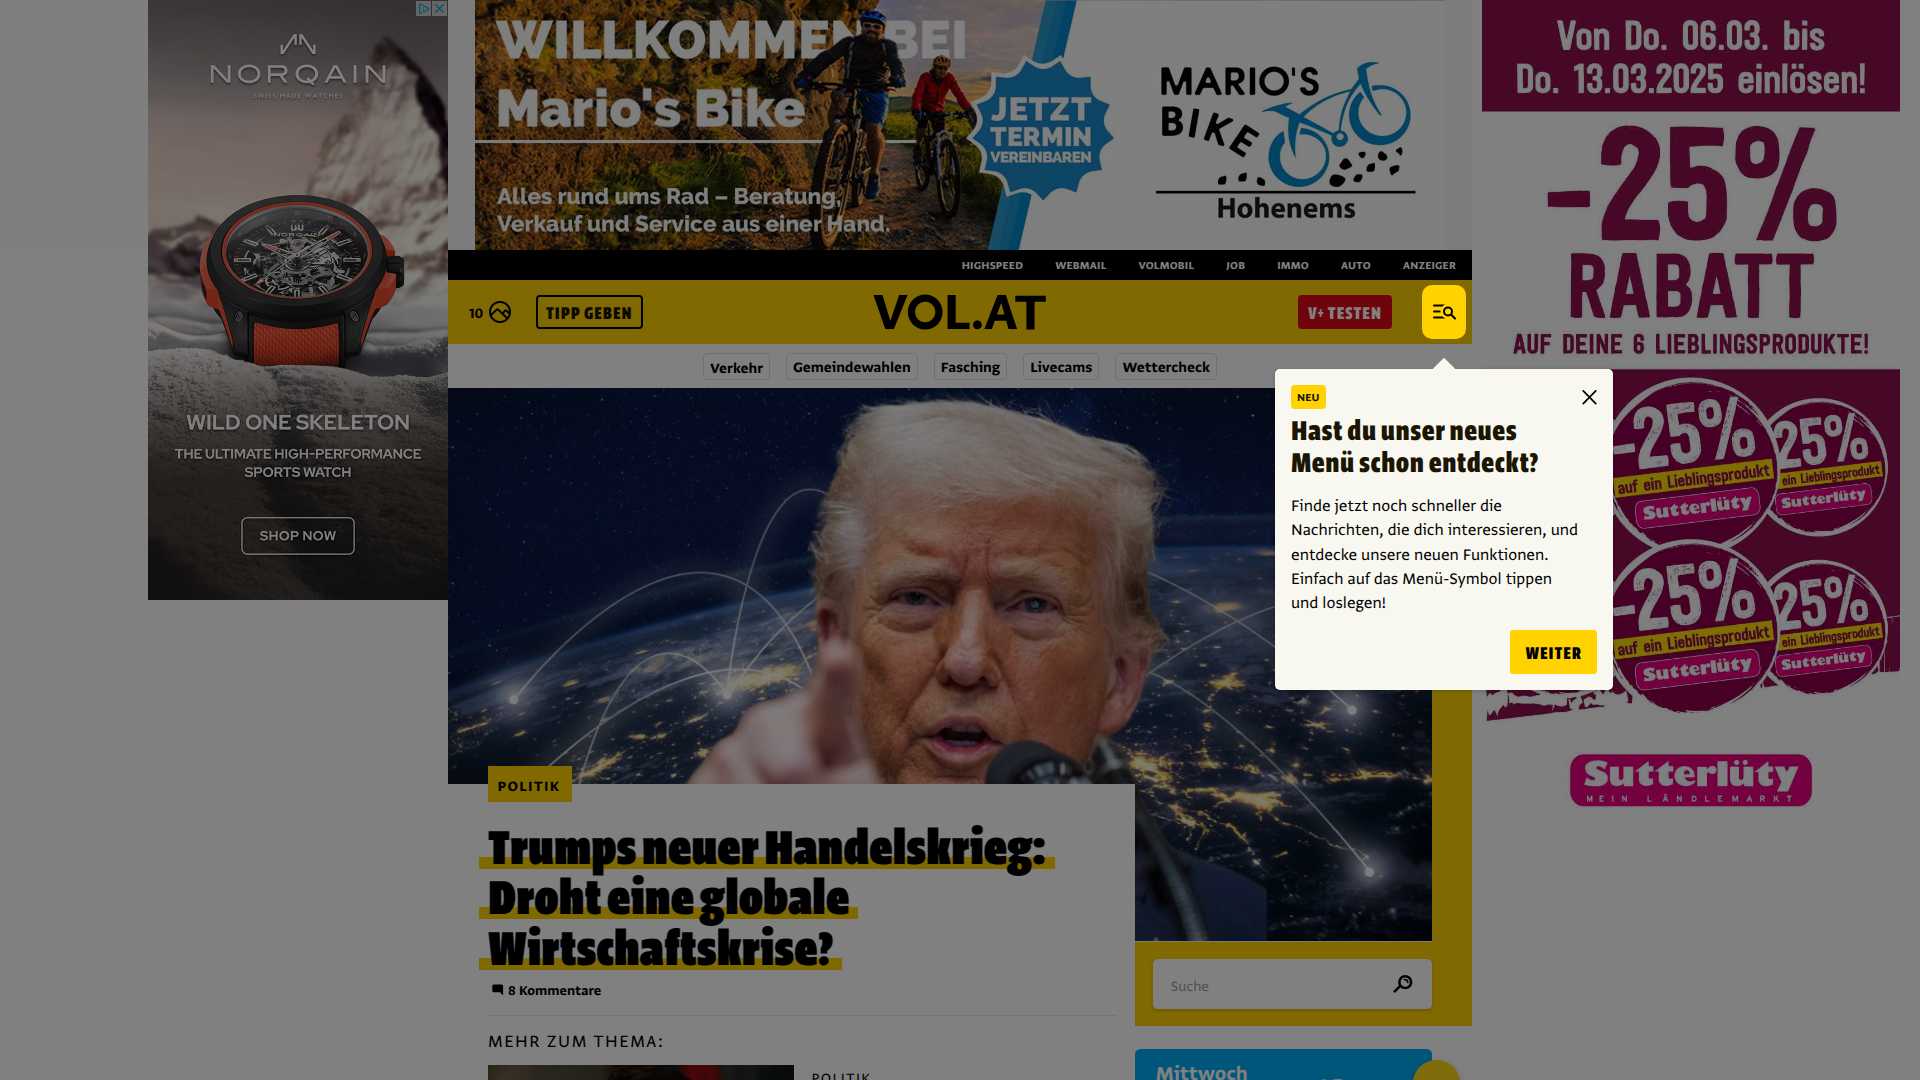 NORQAIN
SWISS MADE WATCHES
NORQAIN
WILD ONE SKELETON
THE ULTIMATE HIGH-PERFORMANCE
SPORTS WATCH
SHOP NOW
WILLKOMMEN BEI
Mario's Bike
Alles rund ums Rad – Beratung,
Verkauf und Service aus einer Hand.
JETZT
TERMIN
VEREINBAREN
MARIO'S
BIKE
Hohenems
Von Do. 06.03. bis
Do. 13.03.2025 einlösen!
-25%
RABATT
AUF DEINE 6 LIEBLINGSPRODUKTE!
-25%
auf ein Lieblingsprodukt
Sutterlüty
25%
ein Lieblingsprodukt
Sutterlüty
-25%
auf ein Lieblingsprodukt
Sutterlüty
25%
ein Lieblingsprodukt
Sutterlüty
Sutterlüty
MEIN LÄNDLEMARKT
HIGHSPEED WEBMAIL VOLMOBIL JOB IMMO AUTO ANZEIGER
10 TIPP GEBEN VOL.AT V+ TESTEN
Verkehr Gemeindewahlen Fasching Livecams Wettercheck
NEU
Hast du unser neues
Menü schon entdeckt?
Finde jetzt noch schneller die
Nachrichten, die dich interessieren, und
entdecke unsere neuen Funktionen.
Einfach auf das Menü-Symbol tippen
und loslegen!
WEITER
POLITIK
Trumps neuer Handelskrieg:
Droht eine globale
Wirtschaftskrise?
8 Kommentare
MEHR ZUM THEMA:
POLITIK
Suche
Mittwoch